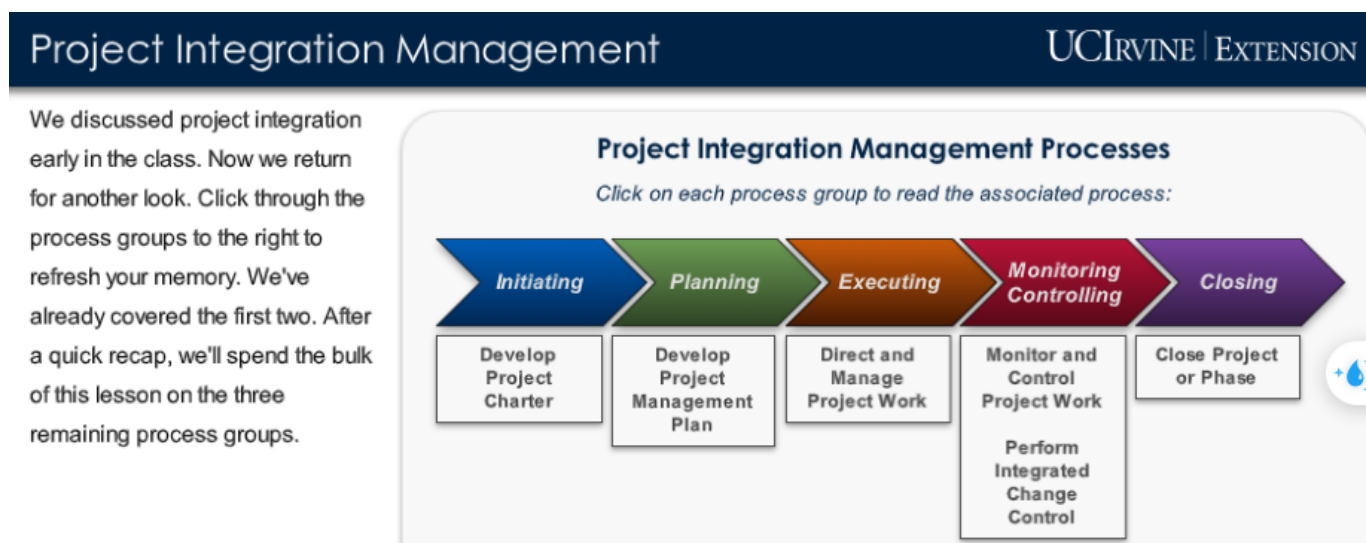 Project Integration Management
UCIRVINE | EXTENSION
We discussed project integration
early in the class. Now we return
for another look. Click through the
process groups to the right to
refresh your memory. We've
already covered the first two. After
a quick recap, we'll spend the bulk
of this lesson on the three
remaining process groups.
Project Integration Management Processes
Click on each process group to read the associated process:
Initiating
Planning
Executing
Monitoring
Controlling
Closing
Develop
Project
Charter
Develop
Project
Management
Plan
Direct and
Manage
Project Work
Monitor and
Control
Project Work
Perform
Integrated
Change
Control
Close Project
or Phase